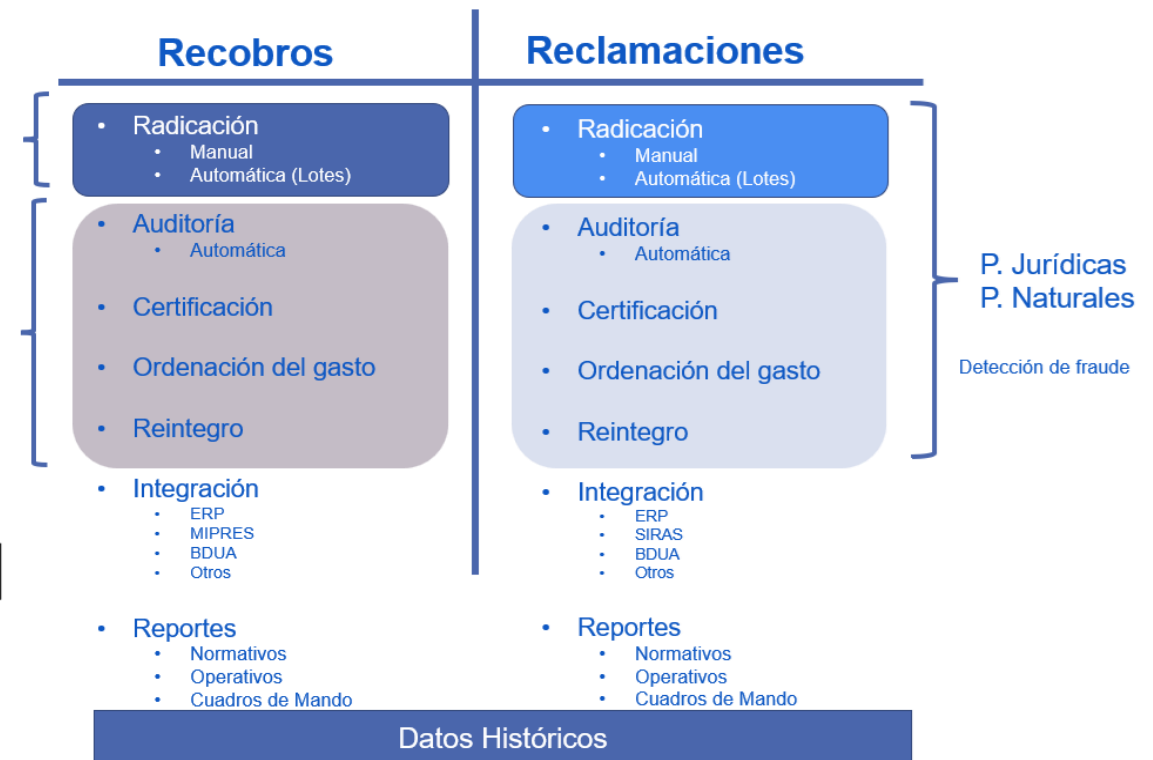 Recobros
• Radicación
• Manual
• Automática (Lotes)
• Auditoría
• Automática
• Certificación
• Ordenación del gasto
• Reintegro
• Integración
• ERP
• MIPRES
• BDUA
• Otros
• Reportes
• Normativos
• Operativos
• Cuadros de Mando
Reclamaciones
• Radicación
• Manual
• Automática (Lotes)
• Auditoría
• Automática
• Certificación
• Ordenación del gasto
• Reintegro
• Integración
• ERP
• SIRAS
• BDUA
• Otros
• Reportes
• Normativos
• Operativos
• Cuadros de Mando
P. Jurídicas
P. Naturales
Detección de fraude
Datos Históricos